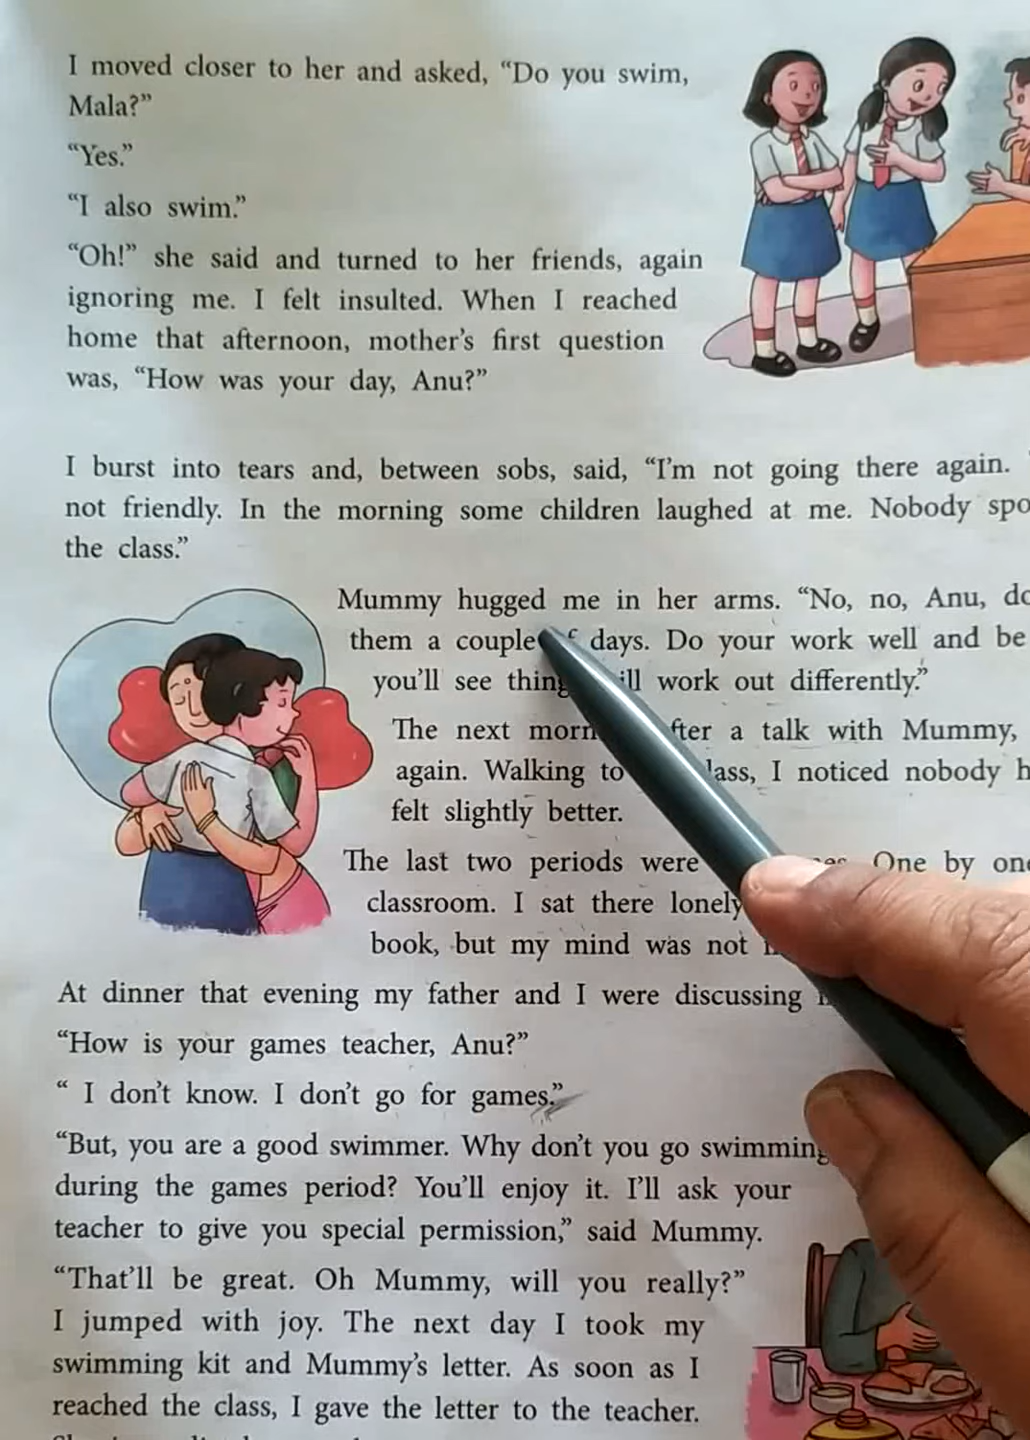 I moved closer to her and asked, “Do you swim,
Mala?”
“Yes.”
“I also swim.”
“Oh!” she said and turned to her friends, again
ignoring me. I felt insulted. When I reached
home that afternoon, mother’s first question
was, “How was your day, Anu?”
I burst into tears and, between sobs, said, “I’m not going there again.
not friendly. In the morning some children laughed at me. Nobody
the class.”
Mummy hugged me in her arms. “No, no, Anu,
them a couple days. Do your work well and be
you’ll see work out differently.”
The next a talk with Mummy,
again. Walking to I noticed nobody
felt slightly better.
The last two periods were One by
classroom. I sat there lonely
book, but my mind was not
At dinner that evening my father and I were discussing
“How is your games teacher, Anu?”
“ I don’t know. I don’t go for games.”
“But, you are a good swimmer. Why don’t you go swimming
during the games period? You’ll enjoy it. I’ll ask your
teacher to give you special permission,” said Mummy.
“That’ll be great. Oh Mummy, will you really?”
I jumped with joy. The next day I took my
swimming kit and Mummy’s letter. As soon as I
reached the class, I gave the letter to the teacher.